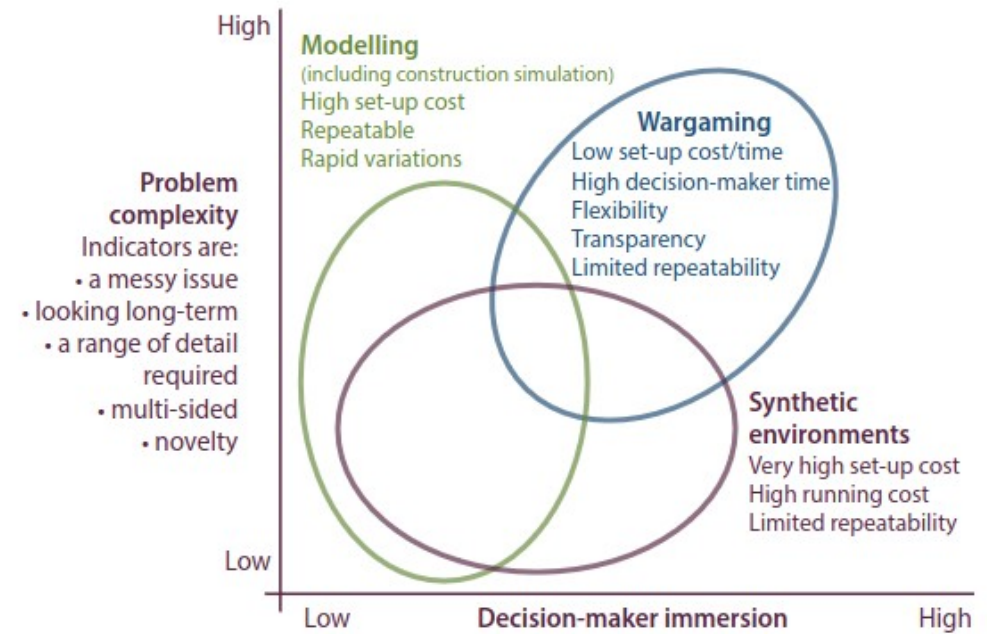 High
Modelling
(including construction simulation)
High set-up cost
Repeatable
Rapid variations
Wargaming
Low set-up cost/time
High decision-maker time
Flexibility
Transparency
Limited repeatability
Problem
complexity
Indicators are:
• a messy issue
• looking long-term
• a range of detail
required
• multi-sided
• novelty
Synthetic
environments
Very high set-up cost
High running cost
Limited repeatability
Low
Low
Decision-maker immersion
High